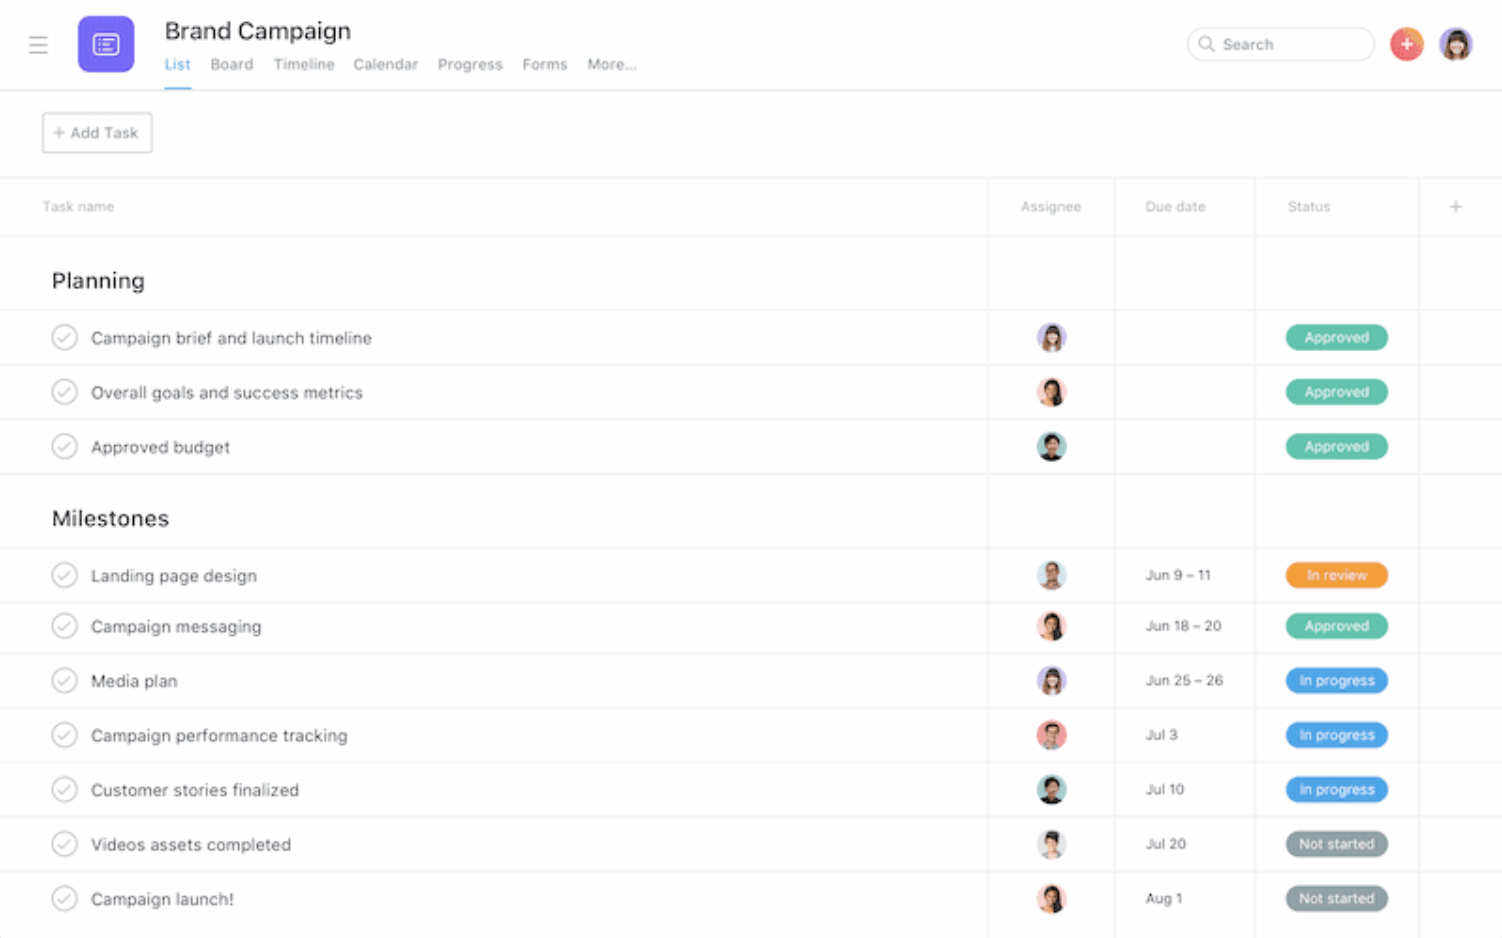 Brand Campaign
List Board Timeline Calendar Progress Forms More...
Search
+ Add Task
Task name Assignee Due date Status +
Planning
Campaign brief and launch timeline Approved
Overall goals and success metrics Approved
Approved budget Approved
Milestones
Landing page design Jun 9 – 11 In review
Campaign messaging Jun 18 – 20 Approved
Media plan Jun 25 – 26 In progress
Campaign performance tracking Jul 3 In progress
Customer stories finalized Jul 10 In progress
Videos assets completed Jul 20 Not started
Campaign launch! Aug 1 Not started